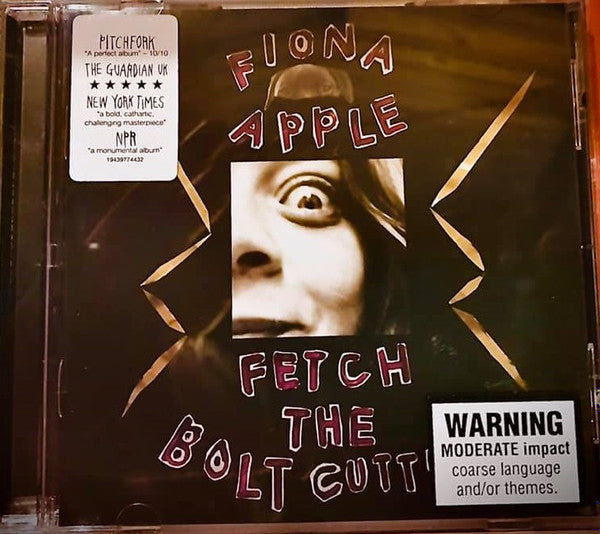 PITCHFORK
"A perfect album" – 10/10
THE GUARDIAN UK
★★★★★
NEW YORK TIMES
"a bold, cathartic,
challenging masterpiece"
NPR
"a monumental album"
19439774432
FIONA
APPLE
FETCH
THE
BOLT CUTT
WARNING
MODERATE impact
coarse language
and/or themes.